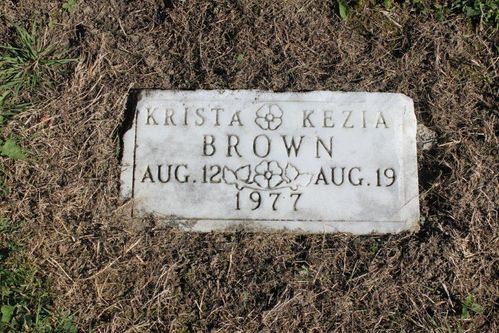 KRISTA KEZIA
BROWN
AUG. 12 AUG. 19
1977